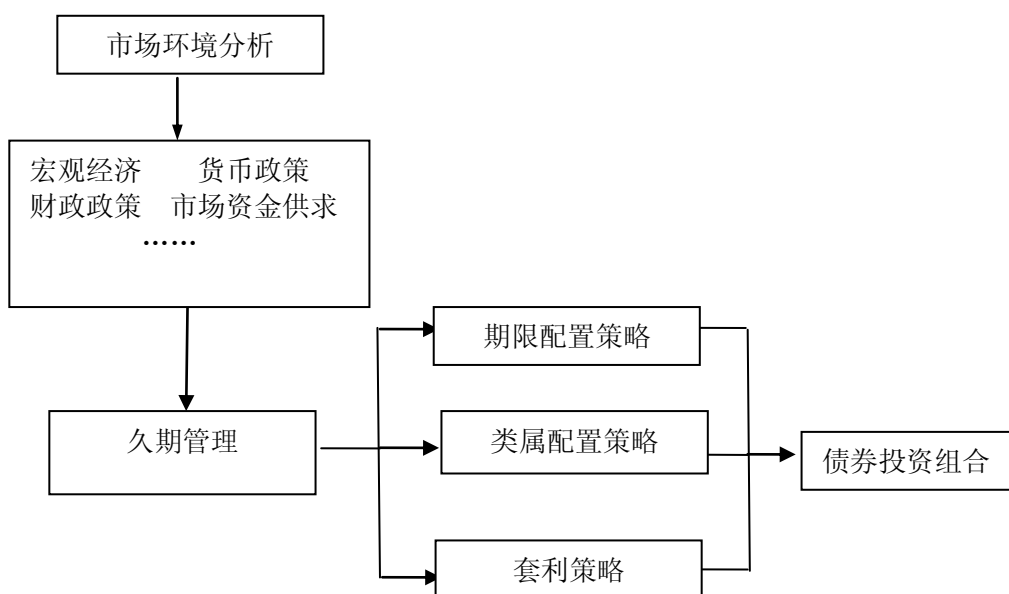 市场环境分析
宏观经济 货币政策
财政政策 市场资金供求
……
期限配置策略
久期管理
类属配置策略
债券投资组合
套利策略